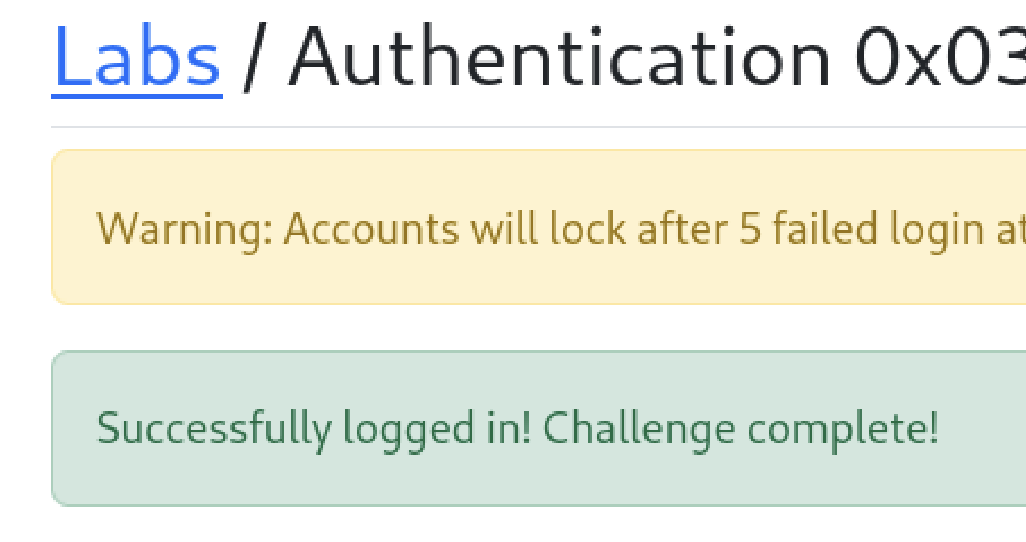 Labs / Authentication 0x03
Warning: Accounts will lock after 5 failed login at
Successfully logged in! Challenge complete!